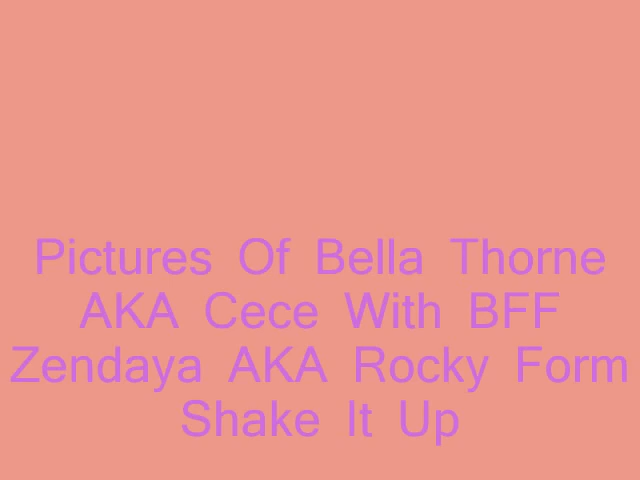 Pictures Of Bella Thorne
AKA Cece With BFF
Zendaya AKA Rocky Form
Shake It Up